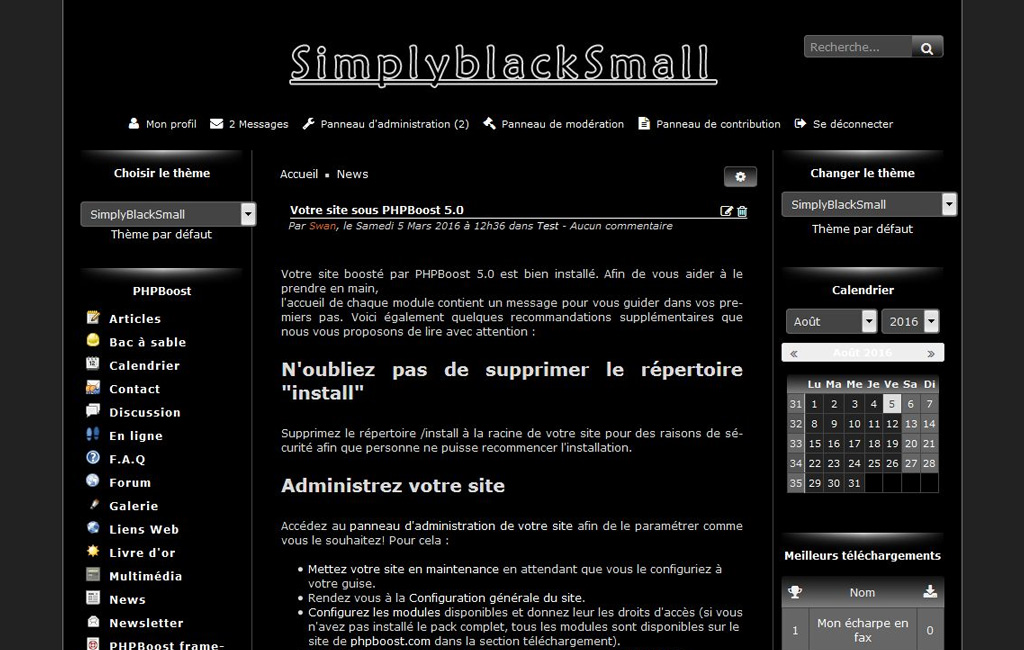 SimplyblackSmall
Recherche...
Mon profil
2 Messages
Panneau d'administration (2)
Panneau de modération
Panneau de contribution
Se déconnecter
Choisir le thème
SimplyBlackSmall
Thème par défaut
PHPBoost
Articles
Bac à sable
Calendrier
Contact
Discussion
En ligne
F.A.Q
Forum
Galerie
Liens Web
Livre d'or
Multimédia
News
Newsletter
PHPBoost frame-
Accueil ▪ News
Votre site sous PHPBoost 5.0
Par Swan, le Samedi 5 Mars 2016 à 12h36 dans Test - Aucun commentaire
Votre site boosté par PHPBoost 5.0 est bien installé. Afin de vous aider à le
prendre en main,
l'accueil de chaque module contient un message pour vous guider dans vos pre-
miers pas. Voici également quelques recommandations supplémentaires que
nous vous proposons de lire avec attention :
N'oubliez pas de supprimer le répertoire
"install"
Supprimez le répertoire /install à la racine de votre site pour des raisons de sé-
curité afin que personne ne puisse recommencer l'installation.
Administrez votre site
Accédez au panneau d'administration de votre site afin de le paramétrer comme
vous le souhaitez! Pour cela :
• Mettez votre site en maintenance en attendant que vous le configuriez à
votre guise.
• Rendez vous à la Configuration générale du site.
• Configurez les modules disponibles et donnez leur les droits d'accès (si vous
n'avez pas installé le pack complet, tous les modules sont disponibles sur le
site de phpboost.com dans la section téléchargement).
Changer le thème
SimplyBlackSmall
Thème par défaut
Calendrier
Août 2016
« Août 2016 »
Lu Ma Me Je Ve Sa Di
31 1 2 3 4 5 6 7
32 8 9 10 11 12 13 14
33 15 16 17 18 19 20 21
34 22 23 24 25 26 27 28
35 29 30 31
Meilleurs téléchargements
Nom
1 Mon écharpe en 0
fax